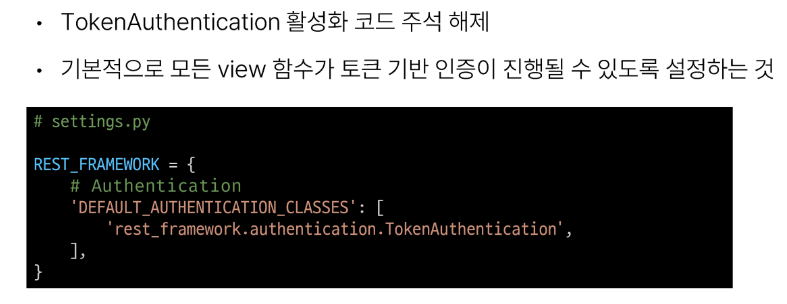 • TokenAuthentication 활성화 코드 주석 해제
• 기본적으로 모든 view 함수가 토큰 기반 인증이 진행될 수 있도록 설정하는 것
# settings.py
REST_FRAMEWORK = {
    # Authentication
    'DEFAULT_AUTHENTICATION_CLASSES': [
        'rest_framework.authentication.TokenAuthentication',
    ],
}